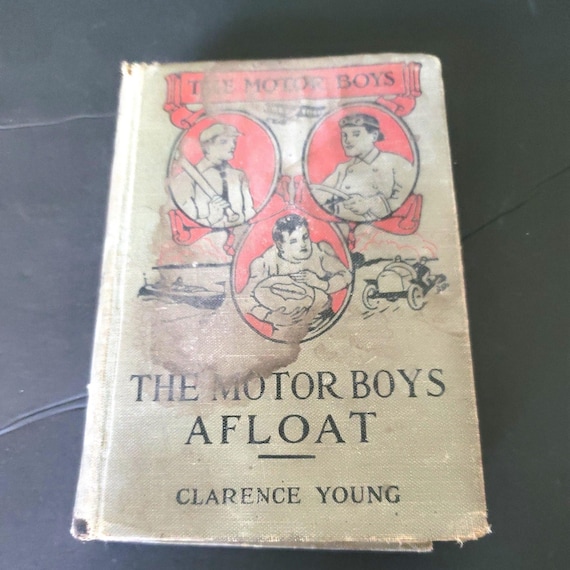 THE MOTOR BOYS
THE MOTOR BOYS
AFLOAT
CLARENCE YOUNG